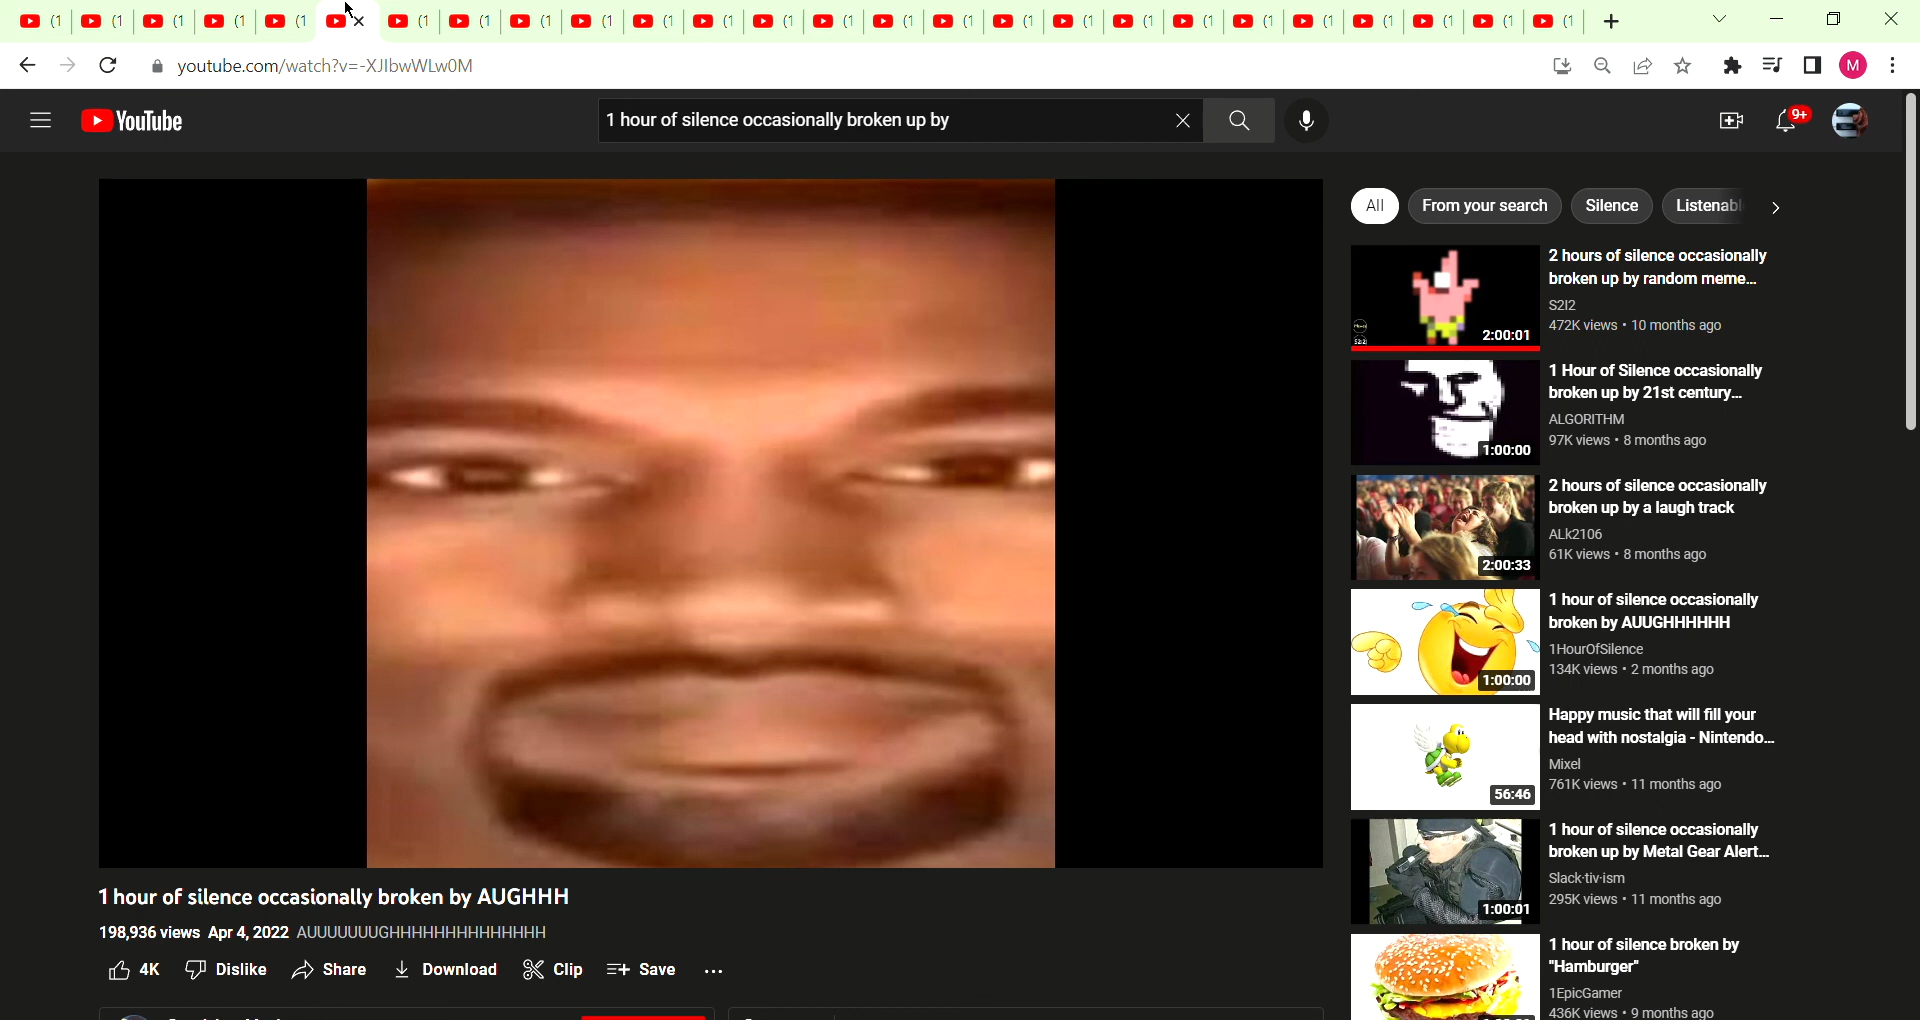 youtube.com/watch?v=-XJIbwWLw0M
M
YouTube
1 hour of silence occasionally broken up by
9+
All
From your search
Silence
2:00:01
2 hours of silence occasionally
broken up by random meme...
S2I2
472K views • 10 months ago
1:00:00
1 Hour of Silence occasionally
broken up by 21st century...
ALGORITHM
97K views • 8 months ago
2:00:33
2 hours of silence occasionally
broken up by a laugh track
ALk2106
61K views • 8 months ago
1:00:00
1 hour of silence occasionally
broken by AUUGHHHHHH
1HourOfSilence
134K views • 2 months ago
56:46
Happy music that will fill your
head with nostalgia - Nintendo...
Mixel
761K views • 11 months ago
1:00:01
1 hour of silence occasionally
broken up by Metal Gear Alert...
Slack·tiv·ism
295K views • 11 months ago
1 hour of silence broken by
"Hamburger"
1EpicGamer
436K views • 9 months ago
1 hour of silence occasionally broken by AUGHHH
198,936 views Apr 4, 2022 AUUUUUUUGHHHHHHHHHHHHHH
4K Dislike Share Download Clip Save ...